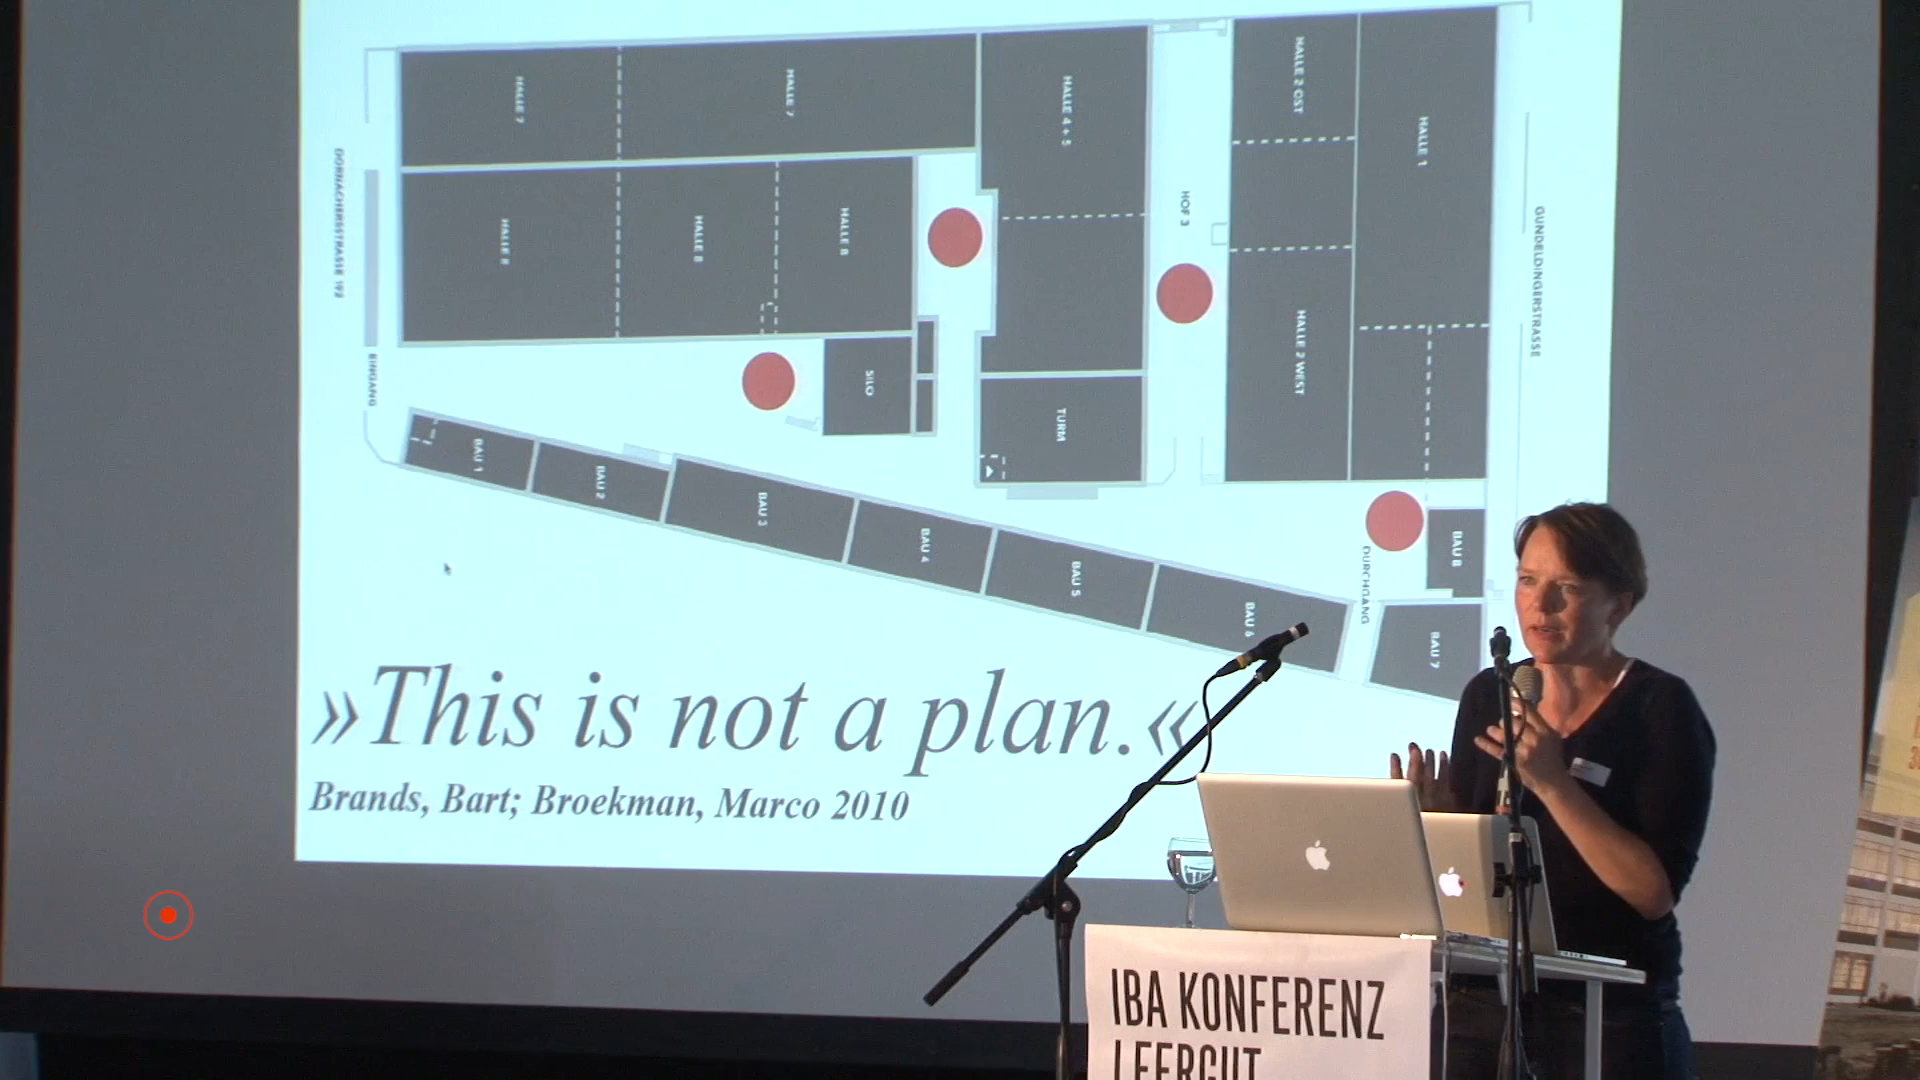 HALLE 7
HALLE 7
HALLE 4+5
HALLE 2 OST
HALLE 1
DORNACHERSTRASSE 192
HALLE 8
HALLE 8
HALLE 8
HOF 3
GUNDELDINGERSTRASSE
HALLE 2 WEST
EINGANG
SILO
TURM
BAU 1
BAU 2
BAU 3
BAU 4
BAU 5
BAU 6
DURCHGANG
BAU 8
BAU 7
»This is not a plan.«
Brands, Bart; Broekman, Marco 2010
IBA KONFERENZ
LEERGUT